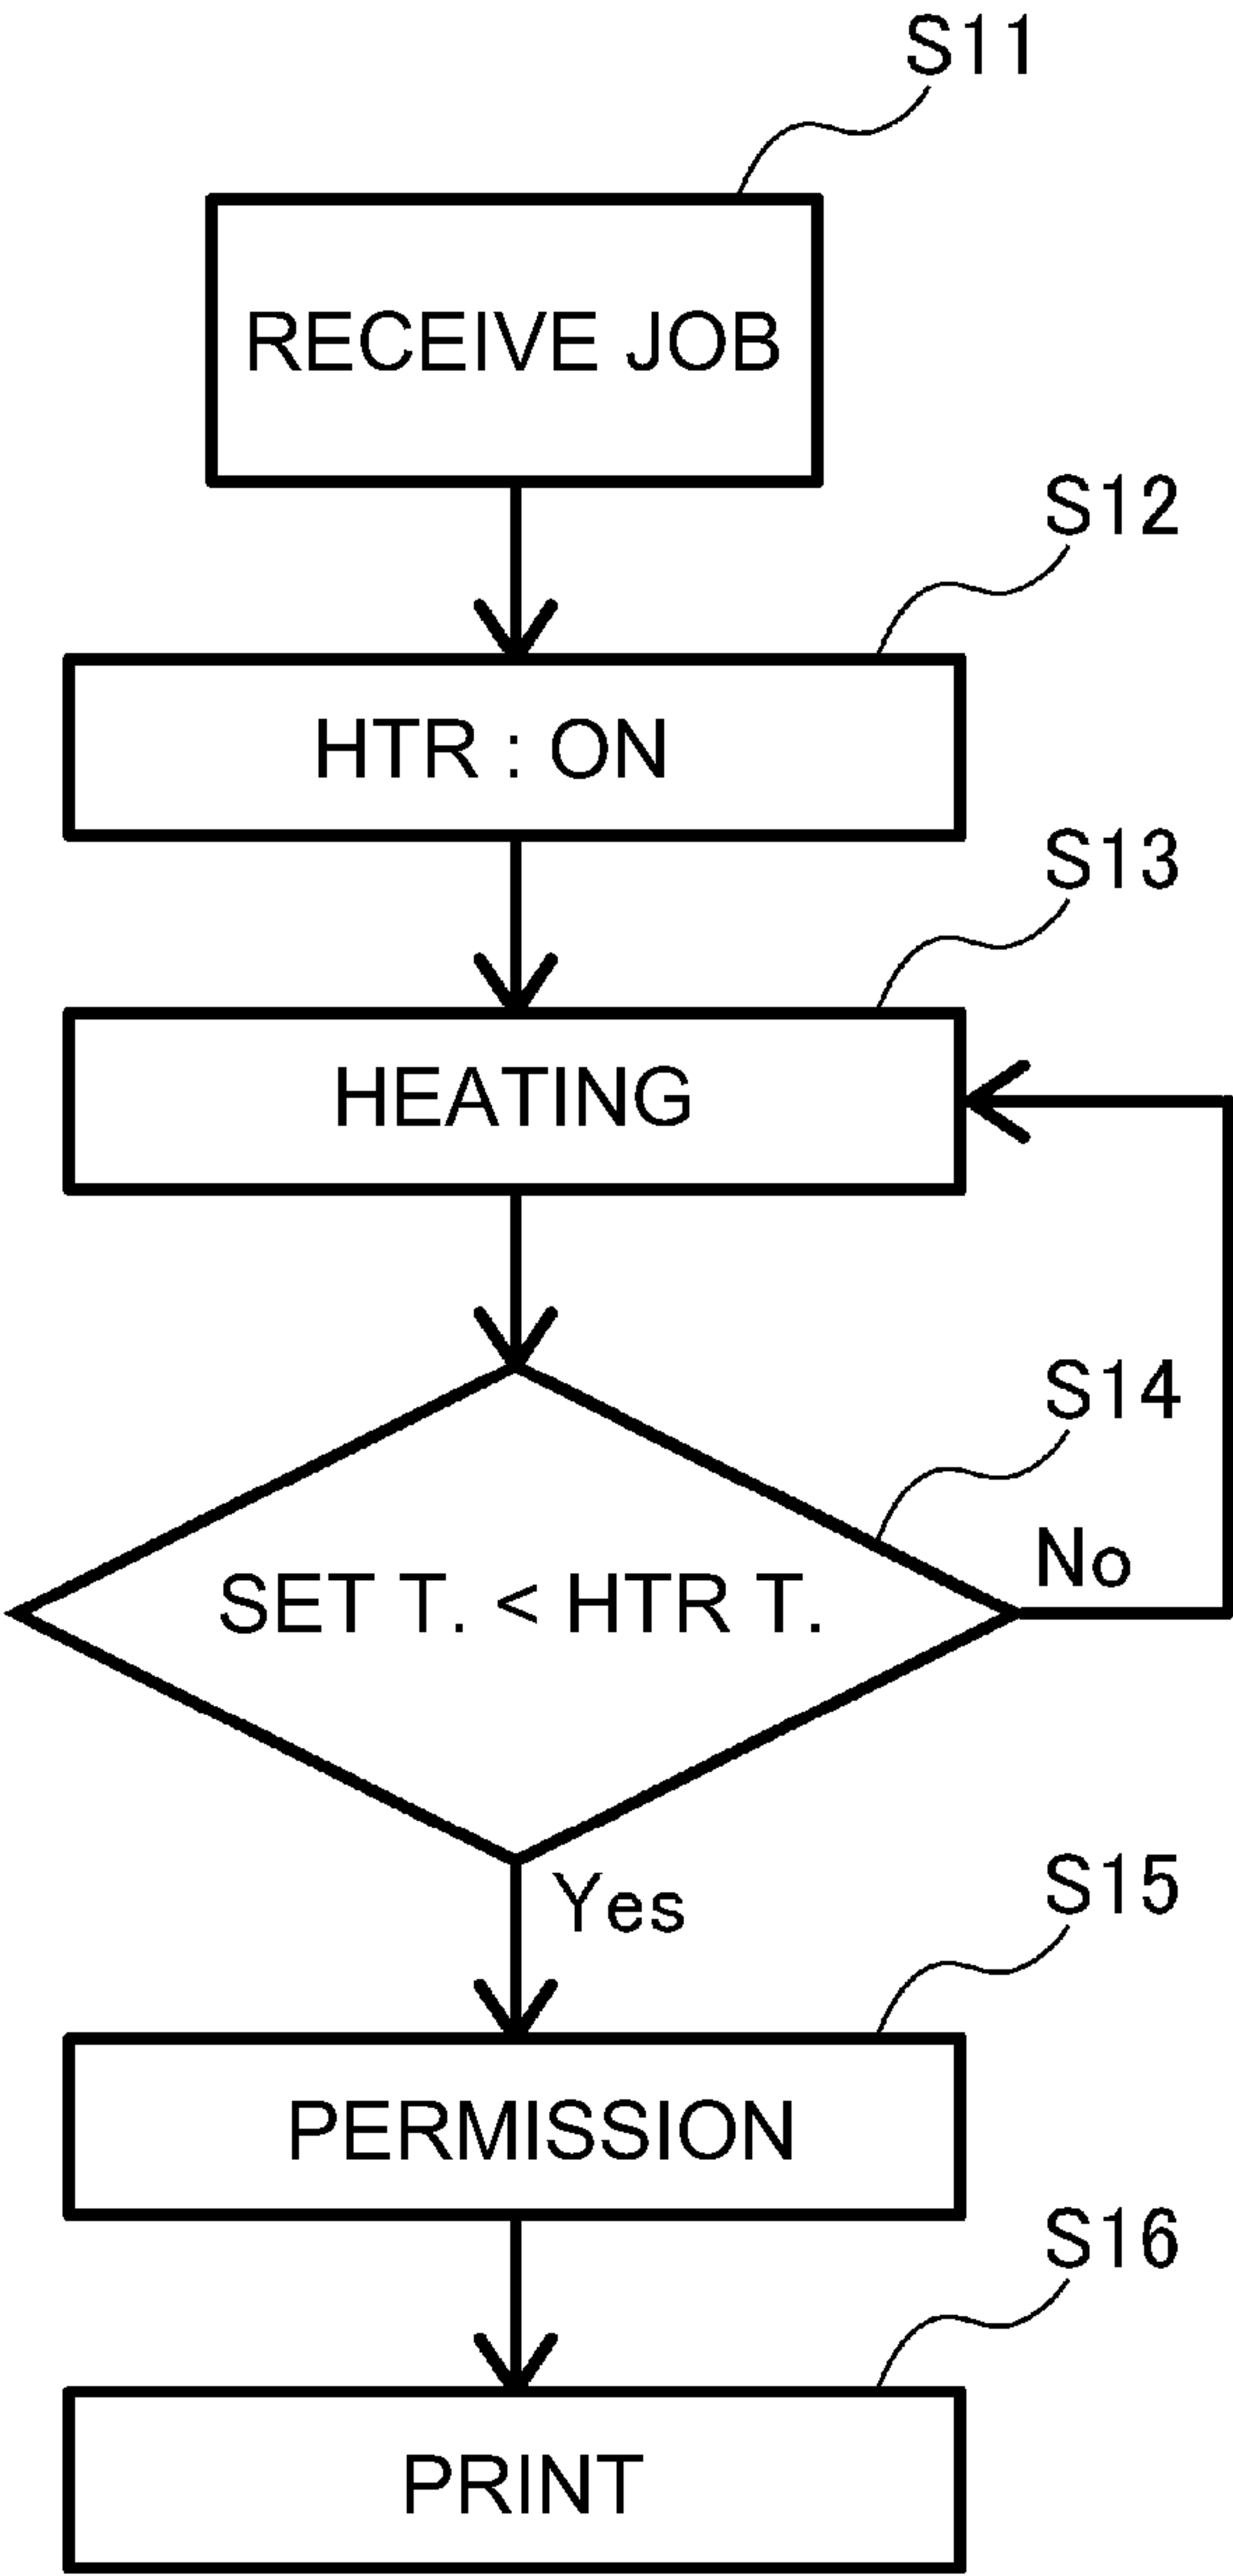 S11
RECEIVE JOB
S12
HTR : ON
S13
HEATING
S14
SET T. < HTR T.
No
Yes
S15
PERMISSION
S16
PRINT